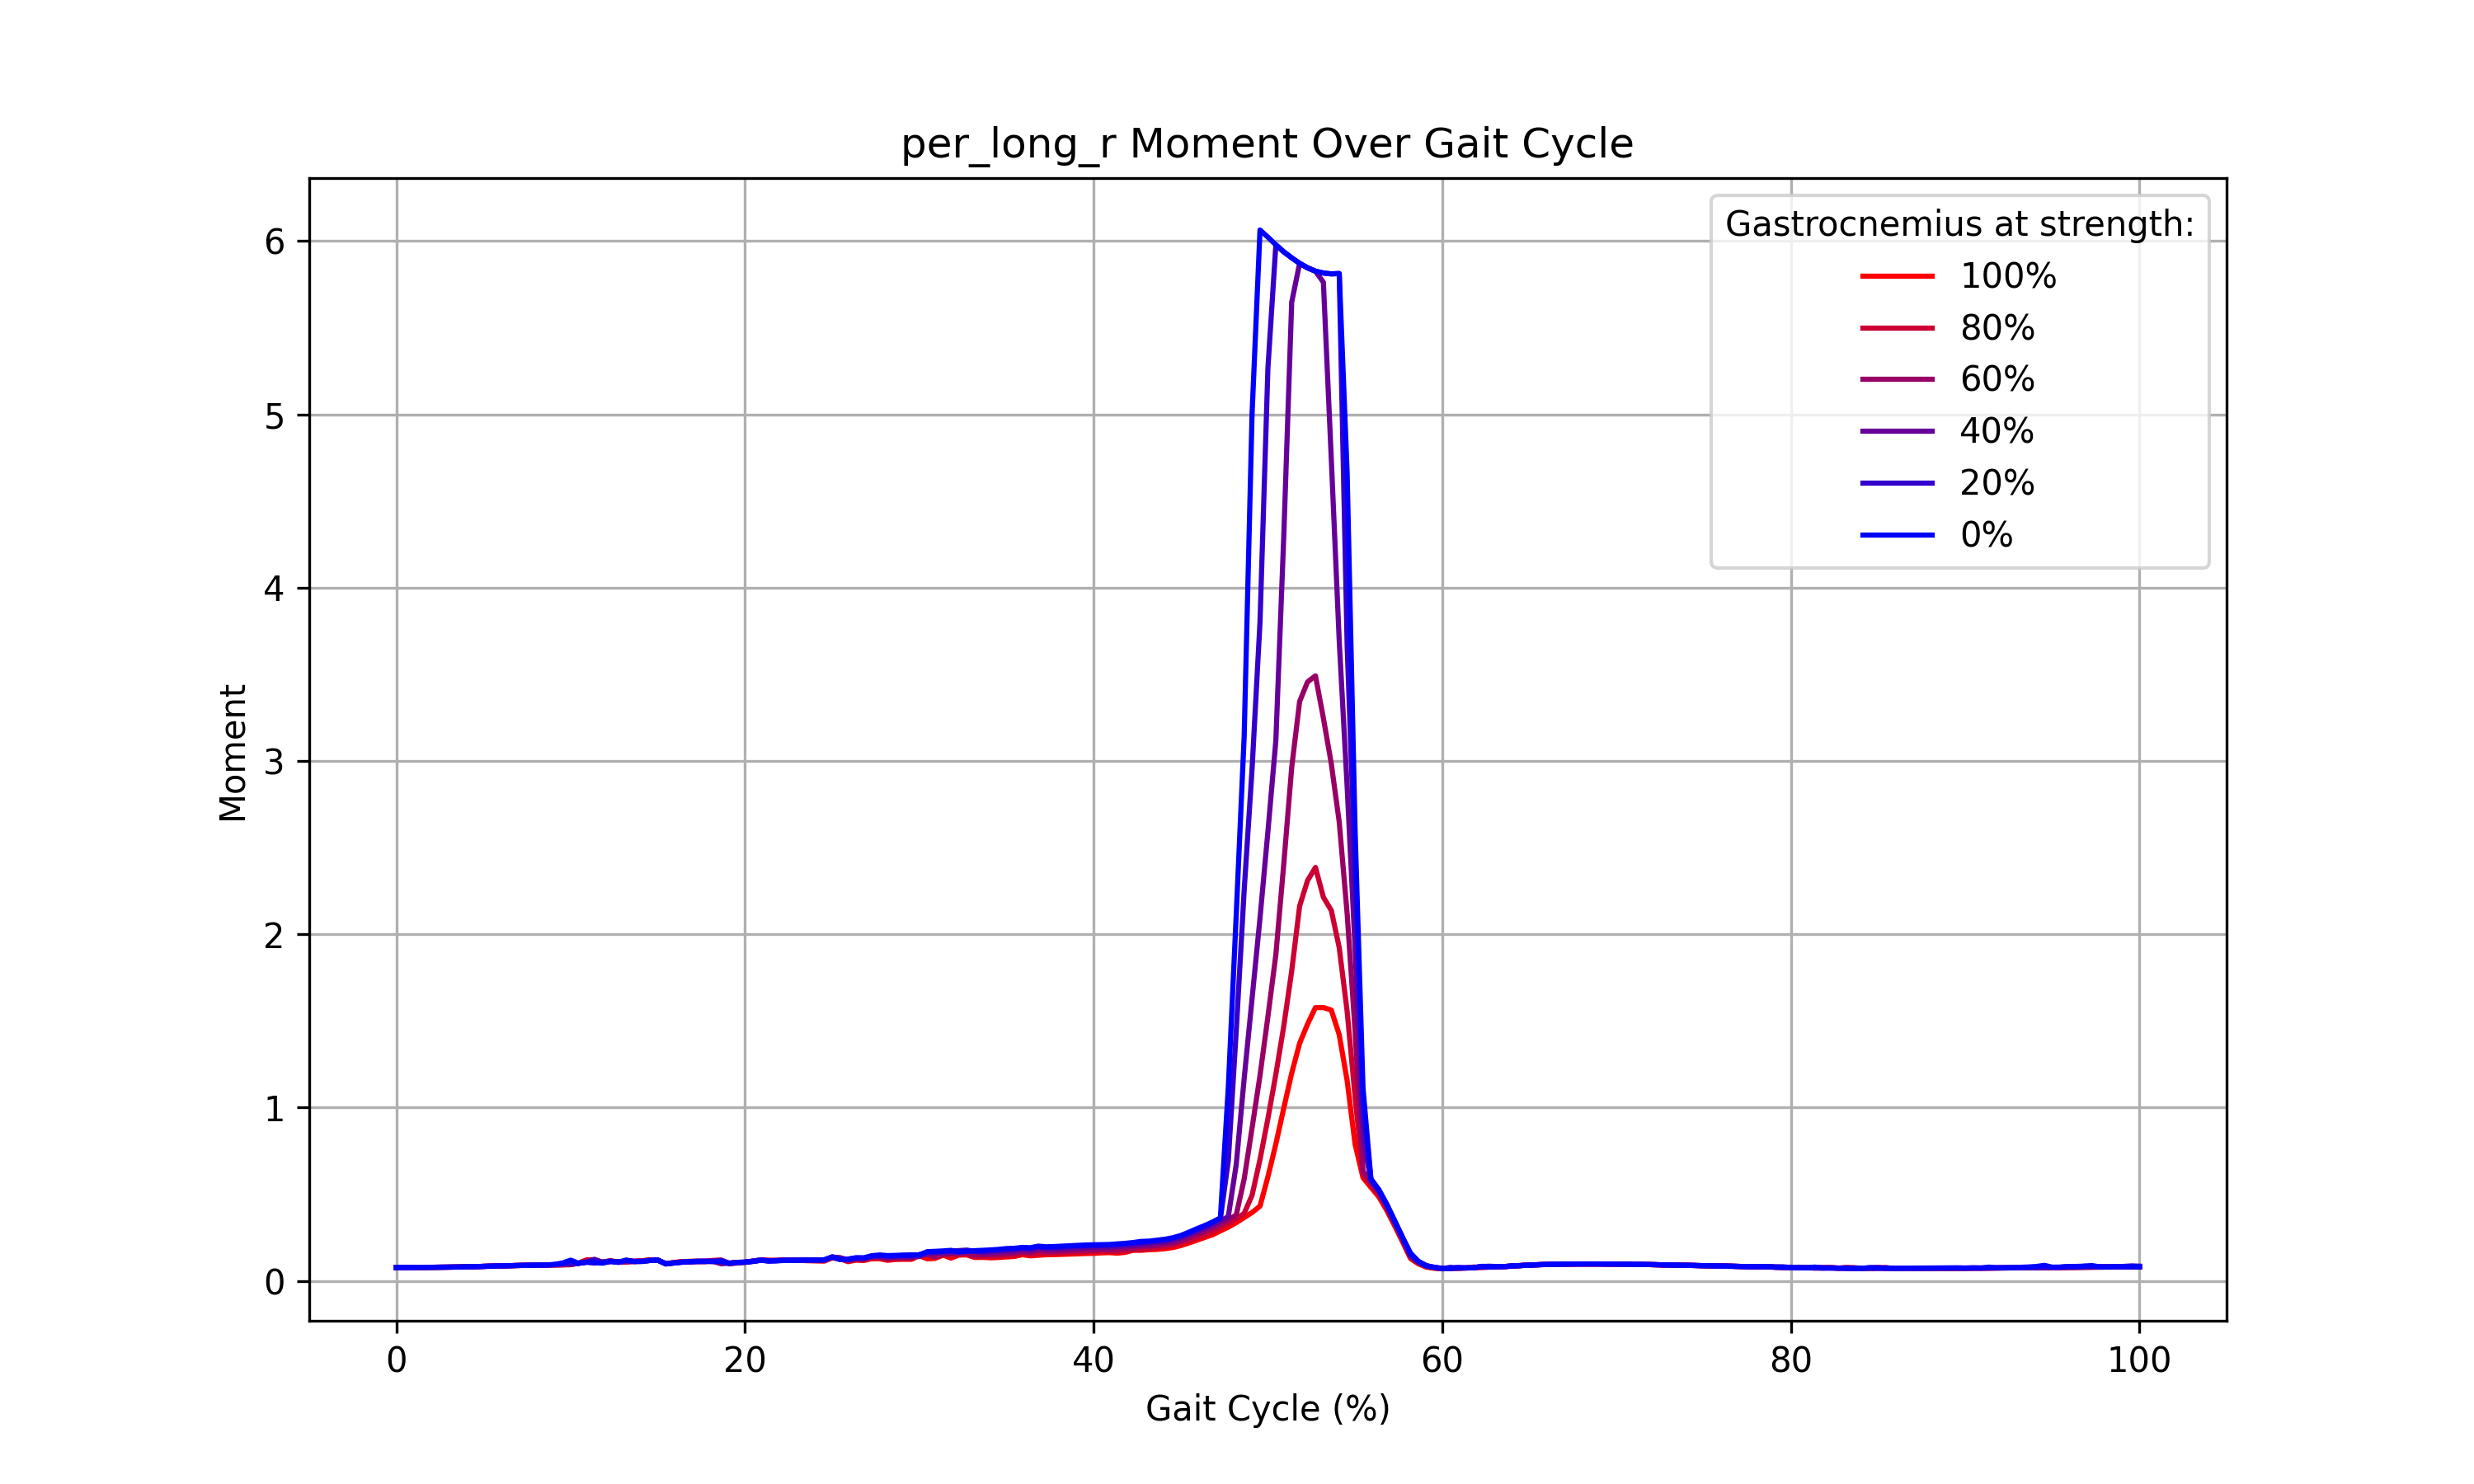 per_long_r Moment Over Gait Cycle
Gastrocnemius at strength:
100%
80%
60%
40%
20%
0%
6
5
4
3
2
1
0
Moment
0 20 40 60 80 100
Gait Cycle (%)